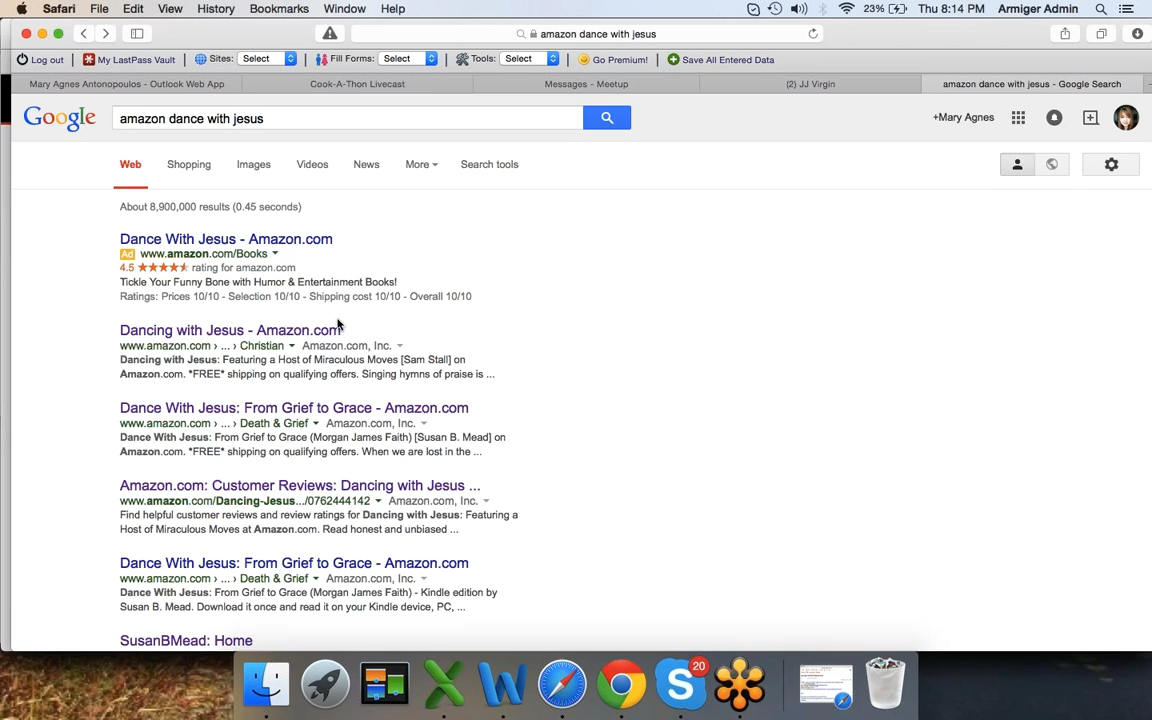 Safari File Edit View History Bookmarks Window Help 23% Thu 8:14 PM Armiger Admin
amazon dance with jesus
Log out My LastPass Vault Sites: Select Fill Forms: Select Tools: Select Go Premium! Save All Entered Data
Mary Agnes Antonopoulos - Outlook Web App Cook-A-Thon Livecast Messages - Meetup (2) JJ Virgin amazon dance with jesus - Google Search
Google amazon dance with jesus +Mary Agnes
Web Shopping Images Videos News More Search tools
About 8,900,000 results (0.45 seconds)
Dance With Jesus - Amazon.com
Ad www.amazon.com/Books
4.5 ★★★★★ rating for amazon.com
Tickle Your Funny Bone with Humor & Entertainment Books!
Ratings: Prices 10/10 - Selection 10/10 - Shipping cost 10/10 - Overall 10/10
Dancing with Jesus - Amazon.com
www.amazon.com › ... › Christian Amazon.com, Inc.
Dancing with Jesus: Featuring a Host of Miraculous Moves [Sam Stall] on
Amazon.com. *FREE* shipping on qualifying offers. Singing hymns of praise is ...
Dance With Jesus: From Grief to Grace - Amazon.com
www.amazon.com › ... › Death & Grief Amazon.com, Inc.
Dance With Jesus: From Grief to Grace (Morgan James Faith) [Susan B. Mead] on
Amazon.com. *FREE* shipping on qualifying offers. When we are lost in the ...
Amazon.com: Customer Reviews: Dancing with Jesus ...
www.amazon.com/Dancing-Jesus.../0762444142 Amazon.com, Inc.
Find helpful customer reviews and review ratings for Dancing with Jesus: Featuring a
Host of Miraculous Moves at Amazon.com. Read honest and unbiased ...
Dance With Jesus: From Grief to Grace - Amazon.com
www.amazon.com › ... › Death & Grief Amazon.com, Inc.
Dance With Jesus: From Grief to Grace (Morgan James Faith) - Kindle edition by
Susan B. Mead. Download it once and read it on your Kindle device, PC, ...
SusanBMead: Home
20